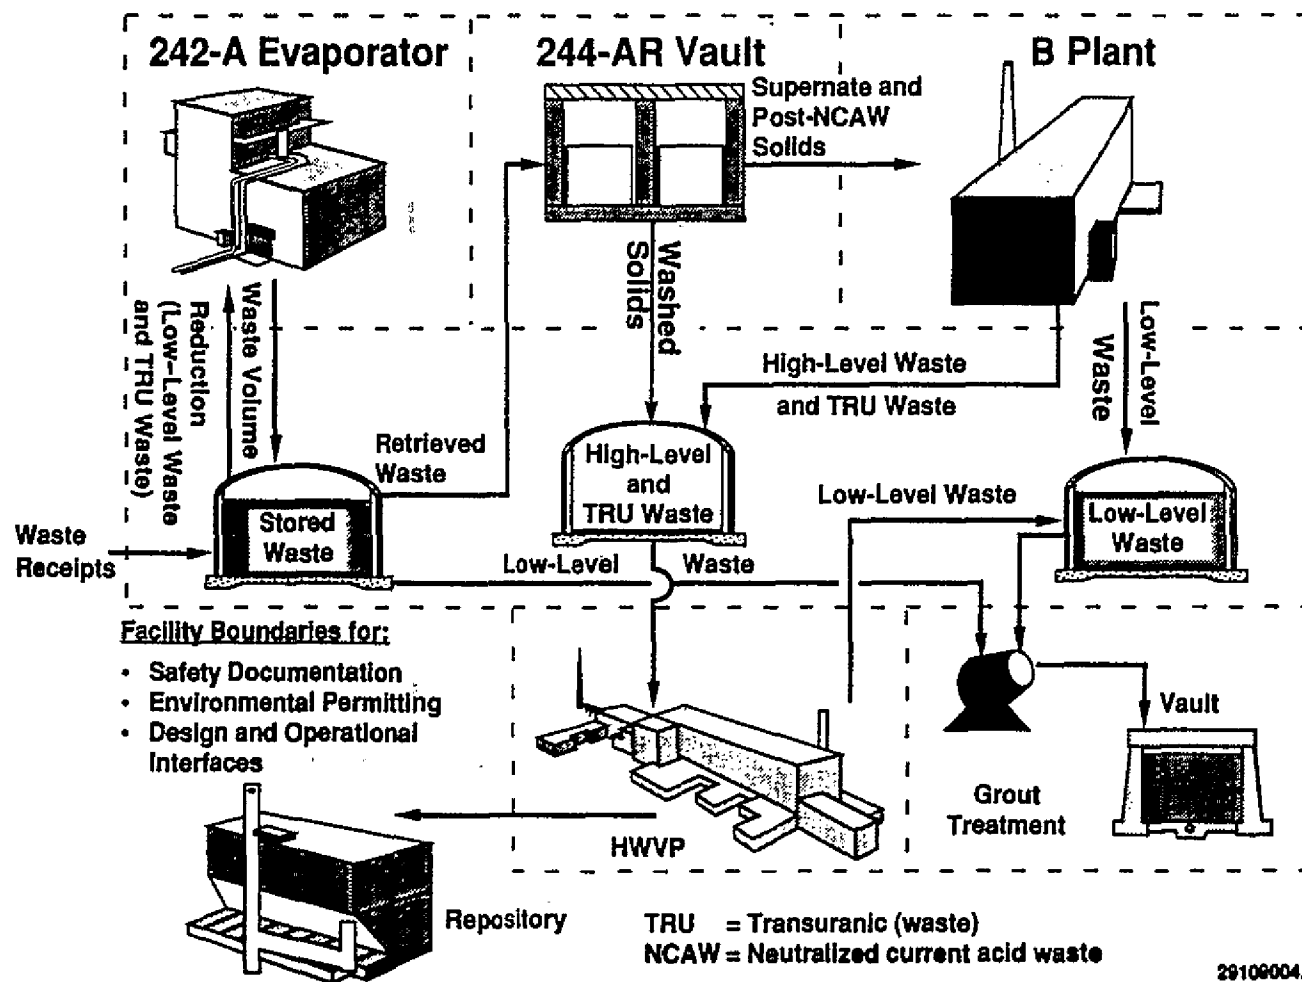 242-A Evaporator
244-AR Vault
B Plant
Supernate and
Post-NCAW
Solids
Washed
Solids
Waste Volume
Reduction
(Low-Level Waste
and TRU Waste)
Low-Level
Waste
High-Level Waste
and TRU Waste
Retrieved
Waste
High-Level
and
TRU Waste
Low-Level Waste
Stored
Waste
Low-Level
Waste
Waste
Receipts
Low-Level Waste
Facility Boundaries for:
• Safety Documentation
• Environmental Permitting
• Design and Operational
Interfaces
Vault
Grout
Treatment
HWVP
Repository
TRU = Transuranic (waste)
NCAW = Neutralized current acid waste
29109004.